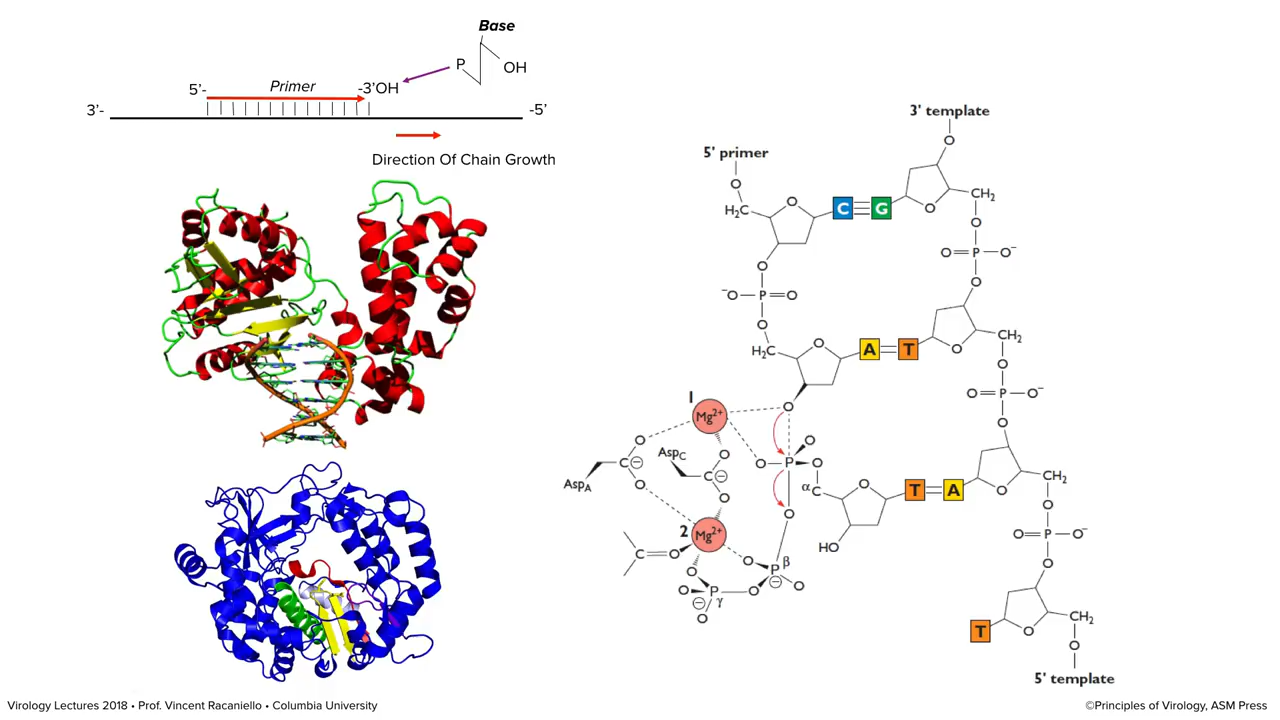 Base
P
OH
5’-
Primer
-3’OH
3’-
-5’
Direction Of Chain Growth
3' template
O
5' primer
O
H₂C
O
C
G
O
CH₂
O
O
P
O⁻
O
O
⁻O
P
O
O
H₂C
O
A
T
O
CH₂
O
O
P
O⁻
O
O
1
Mg²⁺
O
C
⊖
O
Asp_A
Asp_C
O
C
⊖
O
O
P
O
O
α
C
O
T
A
O
CH₂
O
HO
2
Mg²⁺
C
O
O
O
P
β
⊖
O
O
O
P
γ
⊖
O
O
O
P
O⁻
O
T
O
CH₂
O
5' template
Virology Lectures 2018 • Prof. Vincent Racaniello • Columbia University
©Principles of Virology, ASM Press